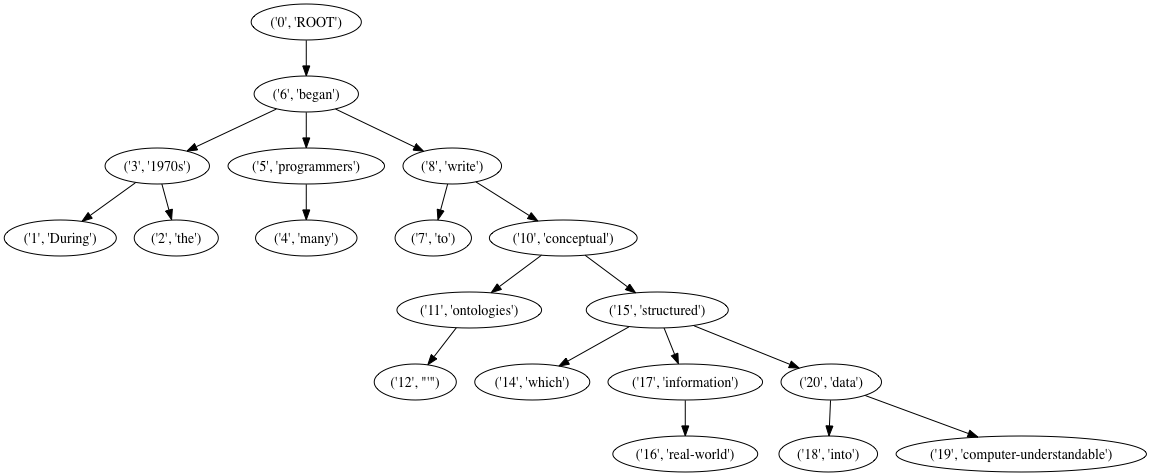 ('0', 'ROOT')
('6', 'began')
('3', '1970s') ('5', 'programmers') ('8', 'write')
('1', 'During') ('2', 'the') ('4', 'many') ('7', 'to') ('10', 'conceptual')
('11', 'ontologies') ('15', 'structured')
('12', "'") ('14', 'which') ('17', 'information') ('20', 'data')
('16', 'real-world') ('18', 'into') ('19', 'computer-understandable')